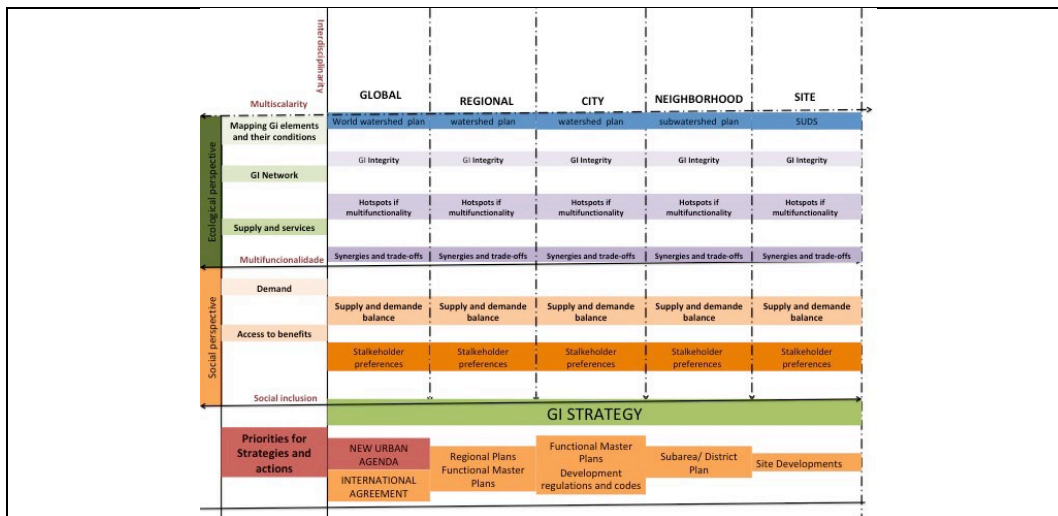 Interdisciplinarity
GLOBAL REGIONAL CITY NEIGHBORHOOD SITE
Multiscalarity
Mapping Gi elements
and their conditions
World watershed plan watershed plan watershed plan subwatershed plan SUDS
GI Integrity GI Integrity GI Integrity GI Integrity GI Integrity
Ecological perspective
GI Network
Hotspots if
multifunctionality
Hotspots if
multifunctionality
Hotspots if
multifunctionality
Hotspots if
multifunctionality
Hotspots if
multifunctionality
Supply and services
Multifuncionalidade
Synergies and trade-offs Synergies and trade-offs Synergies and trade-offs Synergies and trade-offs Synergies and trade-offs
Social perspective
Demand
Supply and demande
balance
Supply and demande
balance
Supply and demande
balance
Supply and demande
balance
Supply and demande
balance
Access to benefits
Stalkeholder
preferences
Stalkeholder
preferences
Stalkeholder
preferences
Stalkeholder
preferences
Stalkeholder
preferences
Social inclusion
GI STRATEGY
Priorities for
Strategies and
actions
NEW URBAN
AGENDA
INTERNATIONAL
AGREEMENT
Regional Plans
Functional Master
Plans
Functional Master
Plans
Development
regulations and codes
Subarea/ District
Plan
Site Developments